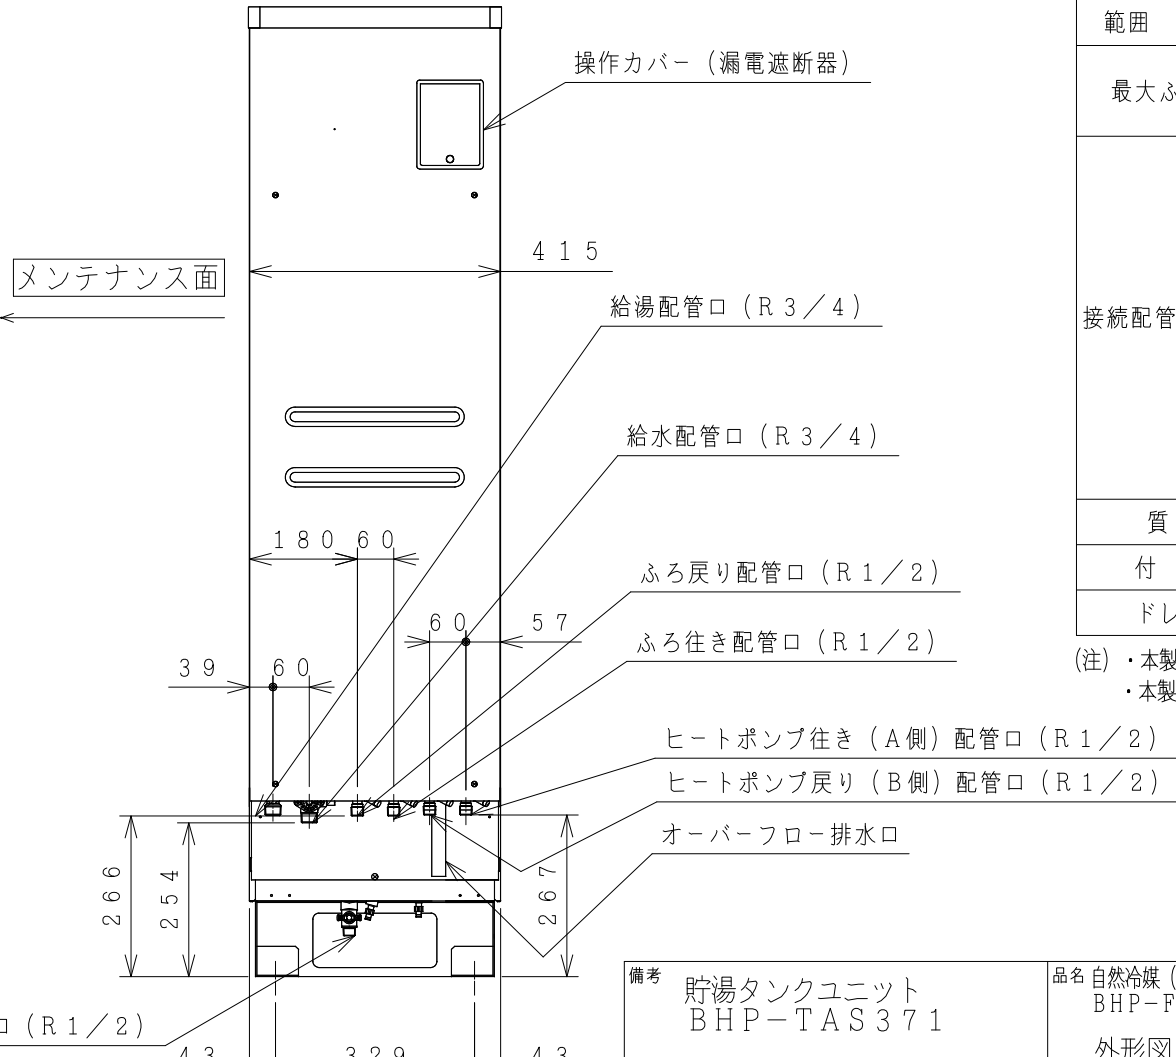 範囲
操作カバー（漏電遮断器）
最大ふ
415
メンテナンス面
給湯配管口（R3／4）
接続配管
給水配管口（R3／4）
質
180 60
付
ふろ戻り配管口（R1／2）
ドレ
60 57
ふろ往き配管口（R1／2）
39 60
(注)・本製
・本製
ヒートポンプ往き（A側）配管口（R1／2）
ヒートポンプ戻り（B側）配管口（R1／2）
オーバーフロー排水口
266
254
267
備考
貯湯タンクユニット
BHP－TAS371
品名 自然冷媒（
BHP－F
外形図
口（R1／2）
43 329 43